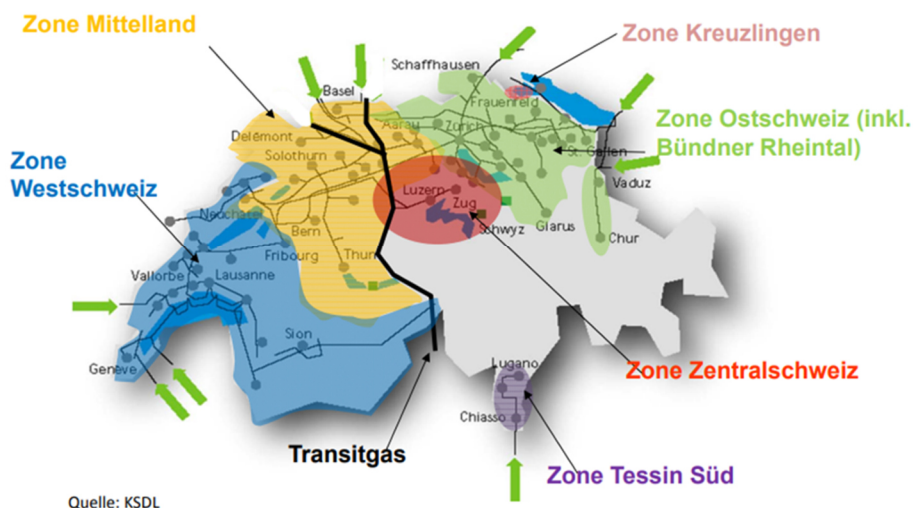 Zone Mittelland
Zone Kreuzlingen
Schaffhausen
Basel
Frauenfeld
Aarau
Zürich
Zone Ostschweiz (inkl.
Bündner Rheintal)
Delémont
St. Gallen
Solothurn
Zone
Westschweiz
Vaduz
Luzern
Zug
Neuchâtel
Schwyz
Glarus
Bern
Chur
Fribourg
Thun
Vallorbe
Lausanne
Sion
Genève
Lugano
Zone Zentralschweiz
Chiasso
Transitgas
Zone Tessin Süd
Quelle: KSDL